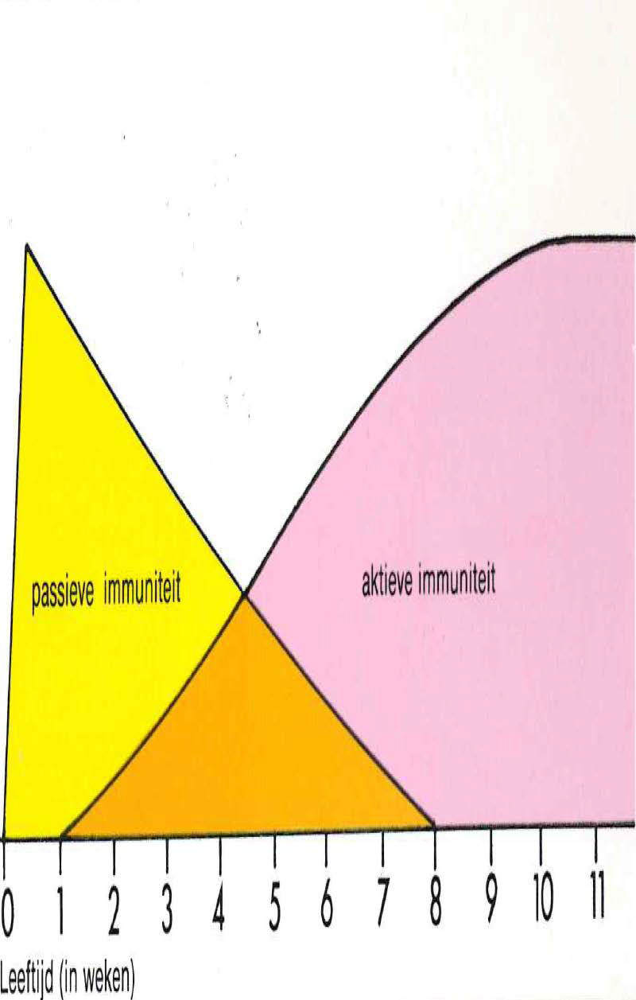 passieve immuniteit
aktieve immuniteit
0 1 2 3 4 5 6 7 8 9 10 11
Leeftijd (in weken)